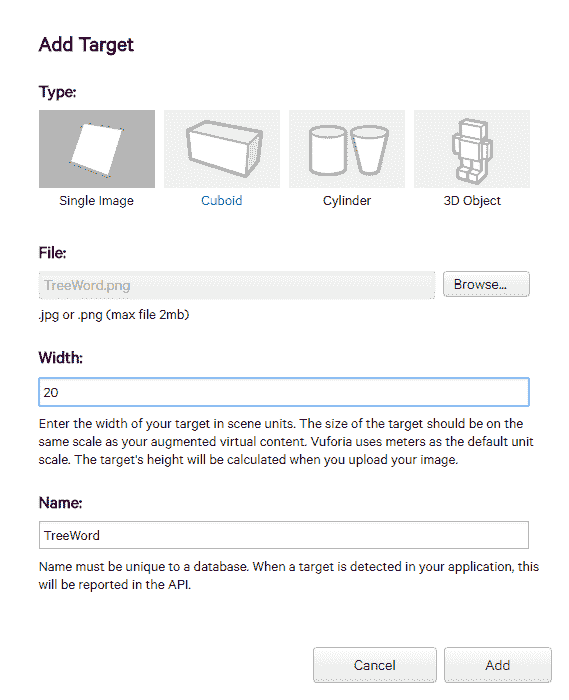 Add Target
Type:
Single Image
Cuboid
Cylinder
3D Object
File:
TreeWord.png
Browse...
.jpg or .png (max file 2mb)
Width:
20
Enter the width of your target in scene units. The size of the target should be on the
same scale as your augmented virtual content. Vuforia uses meters as the default unit
scale. The target's height will be calculated when you upload your image.
Name:
TreeWord
Name must be unique to a database. When a target is detected in your application, this
will be reported in the API.
Cancel
Add